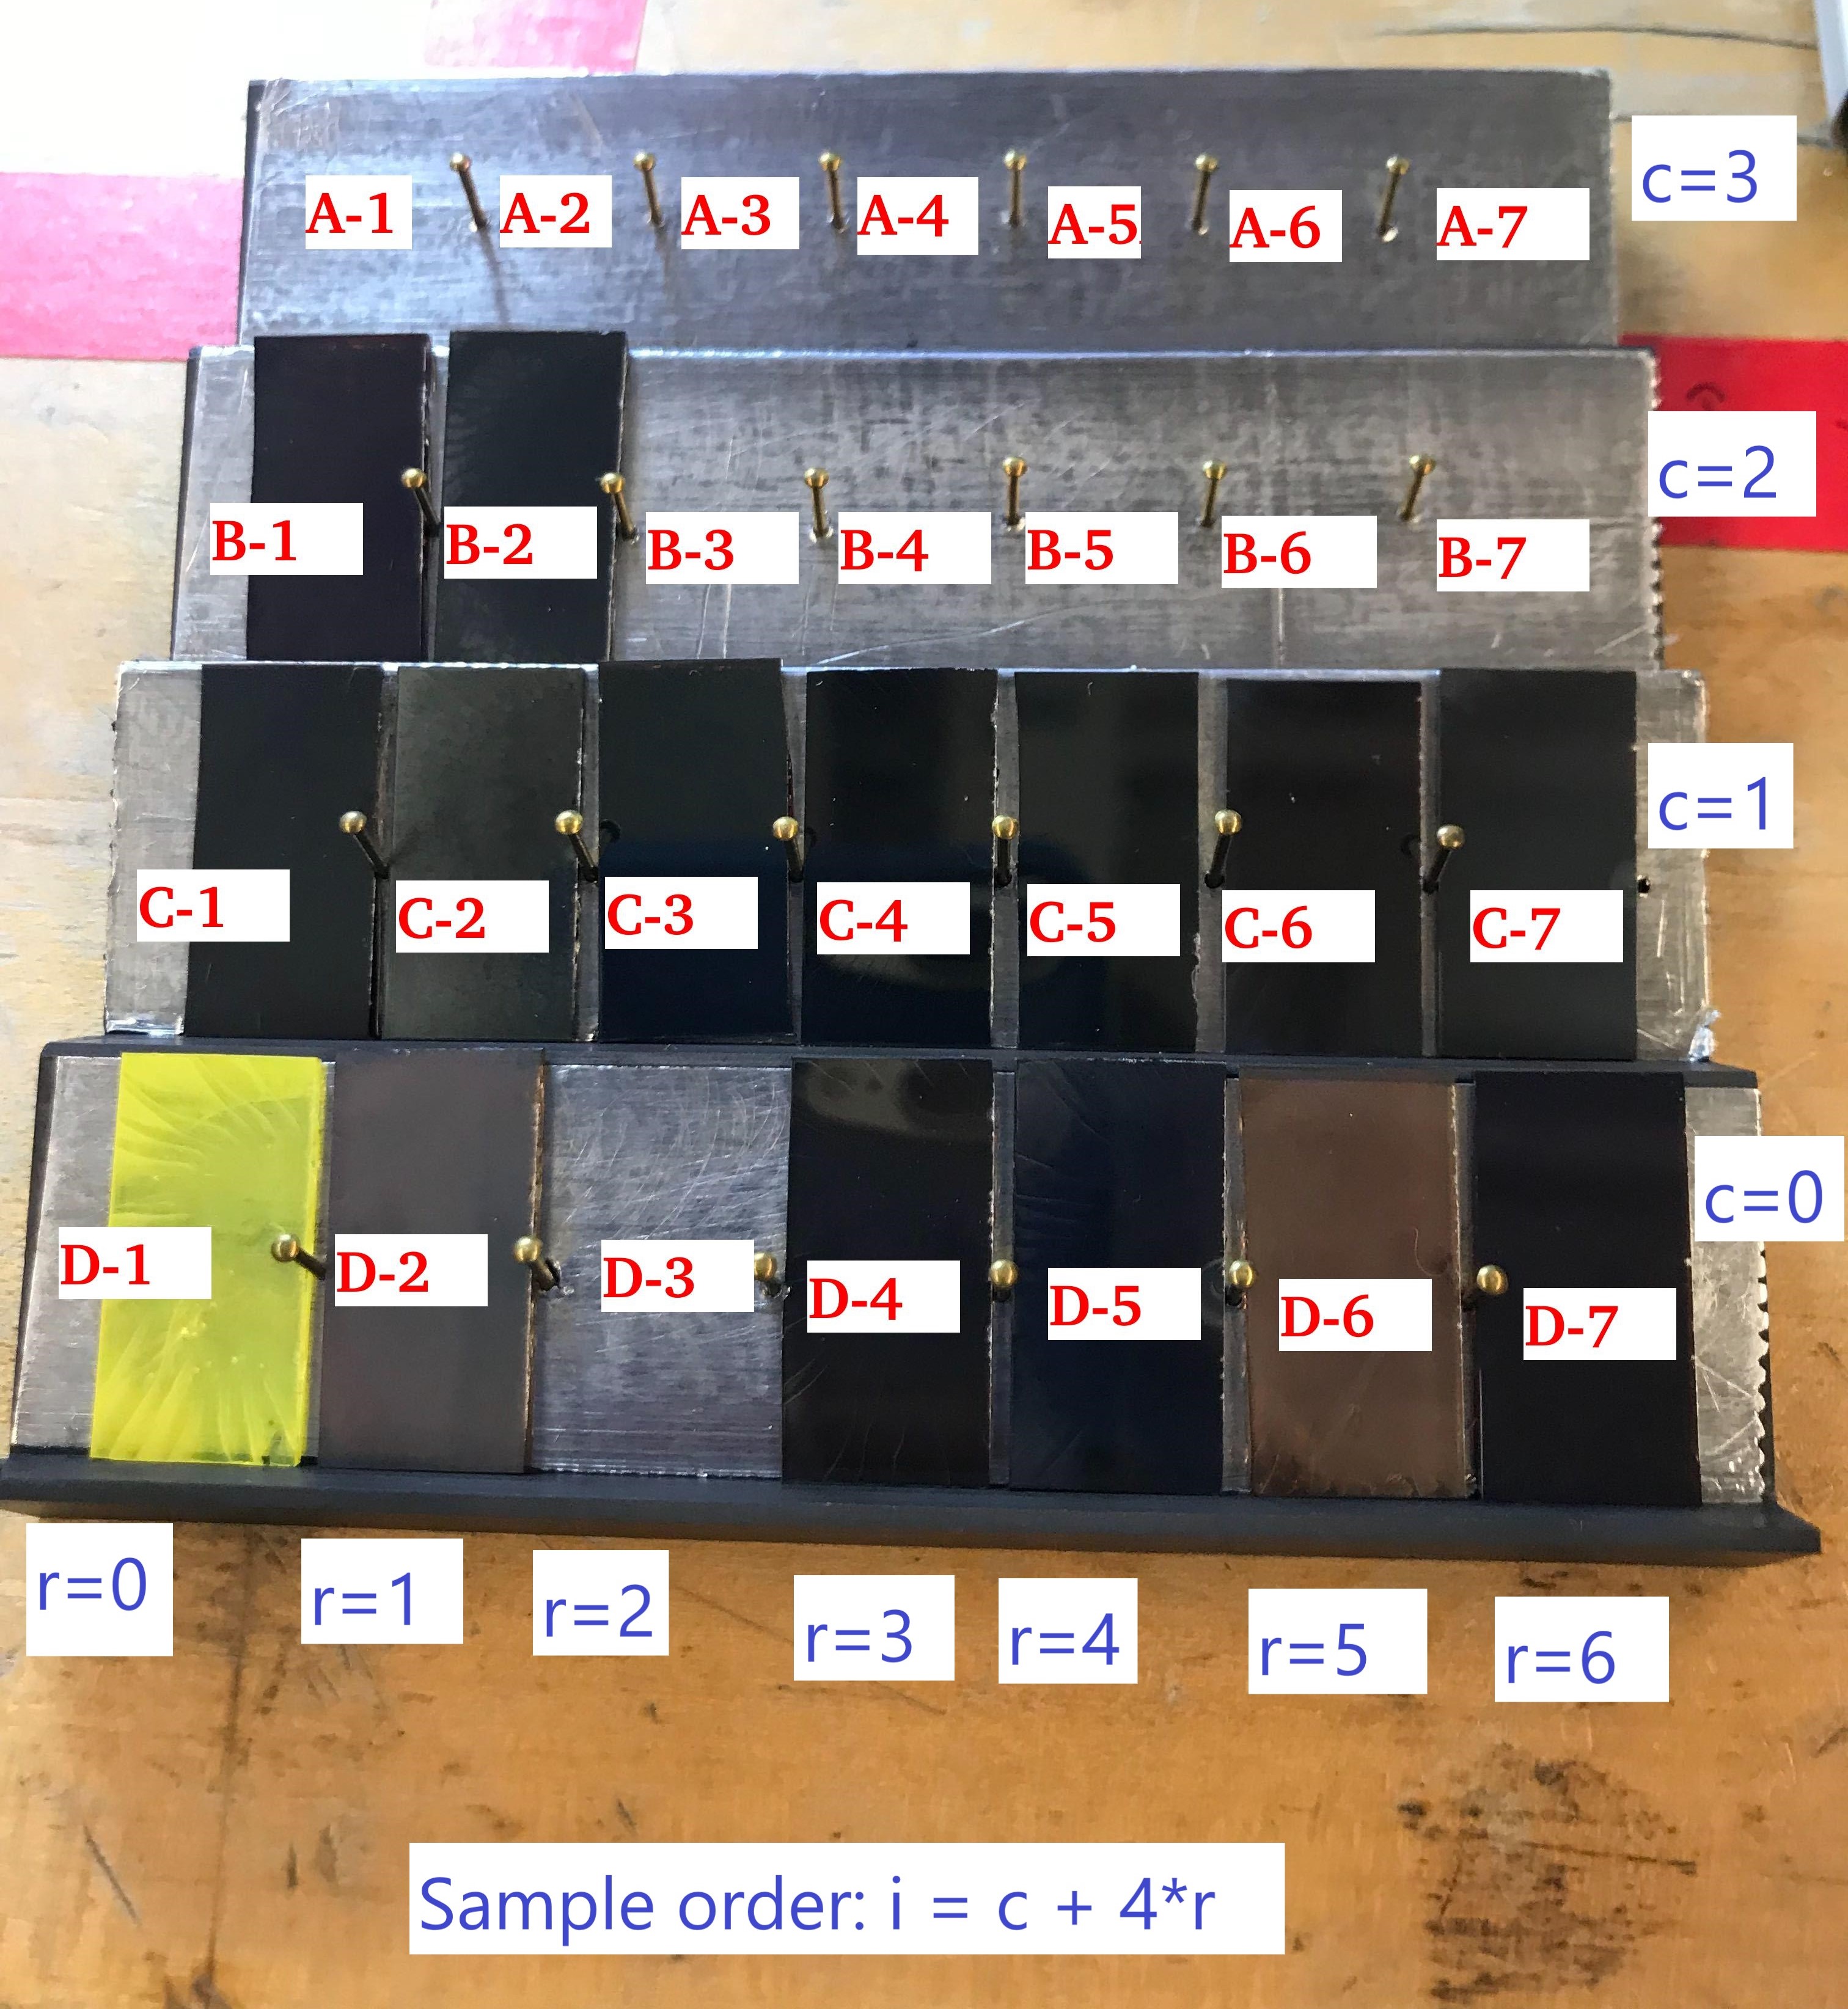 A-1 A-2 A-3 A-4 A-5 A-6 A-7 c=3
B-1 B-2 B-3 B-4 B-5 B-6 B-7 c=2
C-1 C-2 C-3 C-4 C-5 C-6 C-7 c=1
D-1 D-2 D-3 D-4 D-5 D-6 D-7 c=0
r=0 r=1 r=2 r=3 r=4 r=5 r=6
Sample order: i = c + 4*r